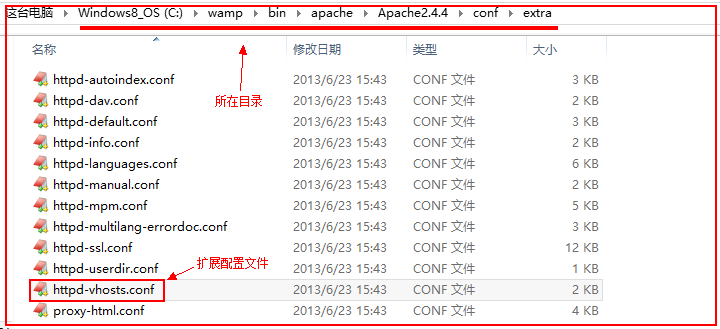 这台电脑 Windows8_OS (C:) wamp bin apache Apache2.4.4 conf extra
名称 修改日期 类型 大小
所在目录
httpd-autoindex.conf 2013/6/23 15:43 CONF 文件 3 KB
httpd-dav.conf 2013/6/23 15:43 CONF 文件 2 KB
httpd-default.conf 2013/6/23 15:43 CONF 文件 3 KB
httpd-info.conf 2013/6/23 15:43 CONF 文件 2 KB
httpd-languages.conf 2013/6/23 15:43 CONF 文件 6 KB
httpd-manual.conf 2013/6/23 15:43 CONF 文件 2 KB
httpd-mpm.conf 2013/6/23 15:43 CONF 文件 5 KB
httpd-multilang-errordoc.conf 2013/6/23 15:43 CONF 文件 3 KB
httpd-ssl.conf 2013/6/23 15:43 CONF 文件 12 KB
httpd-userdir.conf 2013/6/23 15:43 CONF 文件 1 KB
扩展配置文件
httpd-vhosts.conf 2013/6/23 15:43 CONF 文件 2 KB
proxy-html.conf 2013/6/23 15:43 CONF 文件 4 KB